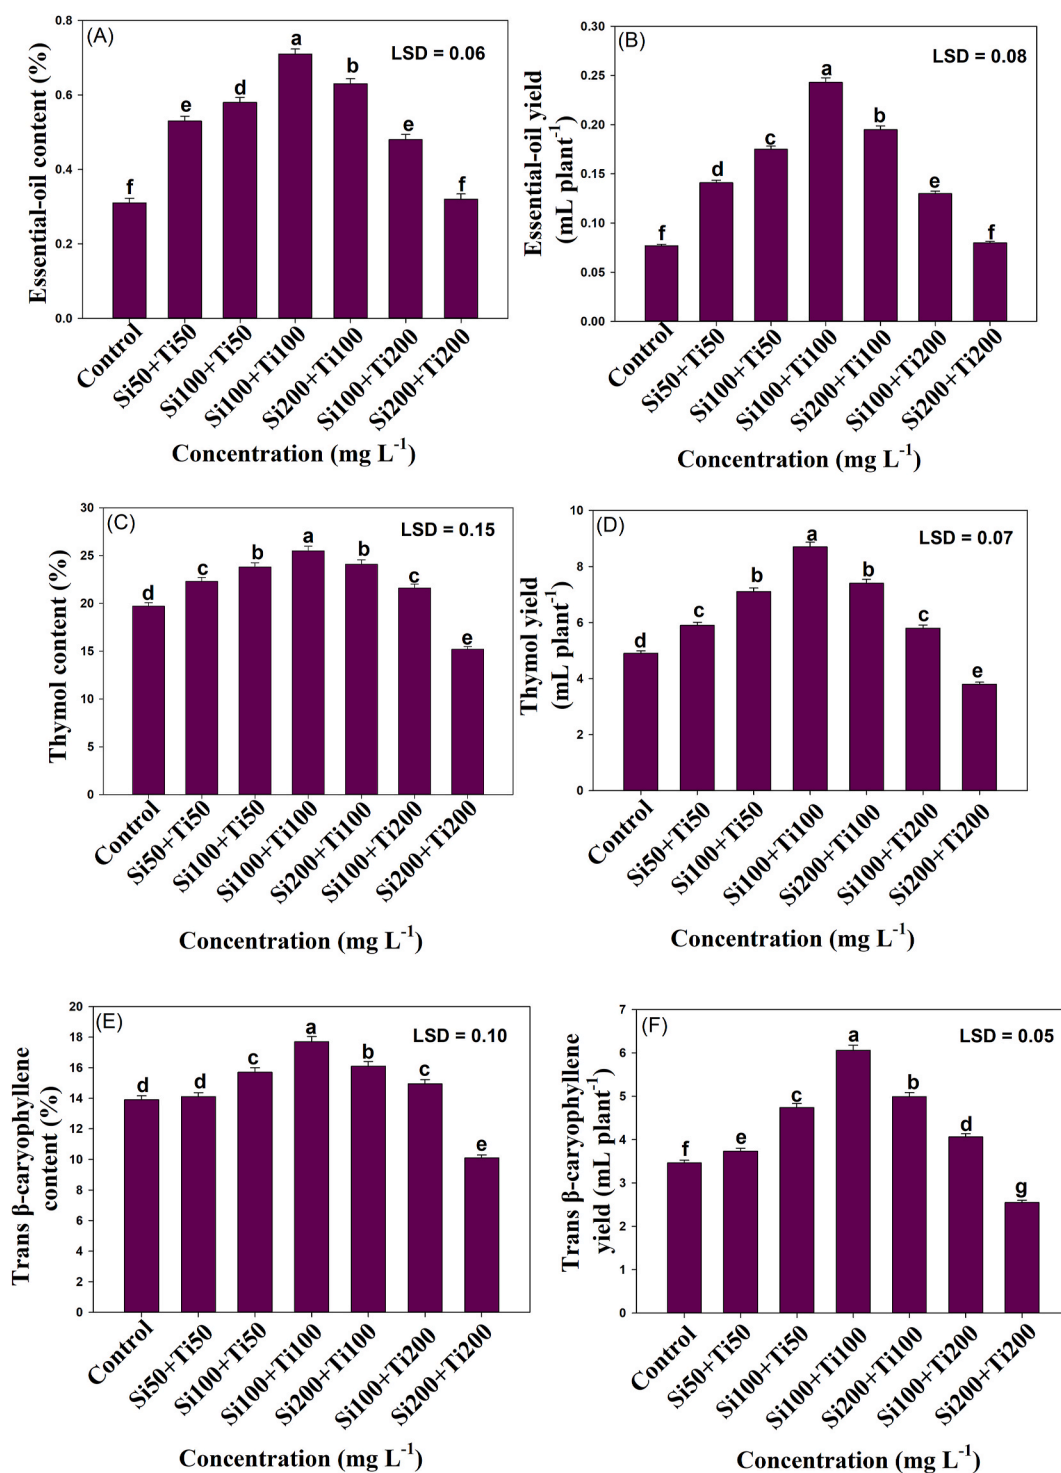 (A)
LSD = 0.06
Essential-oil content (%)
0.8
0.6
0.4
0.2
0.0
f
e
d
a
b
e
f
Control
Si50+Ti50
Si100+Ti50
Si100+Ti100
Si200+Ti100
Si100+Ti200
Si200+Ti200
Concentration (mg L⁻¹)
(B)
LSD = 0.08
Essential-oil yield
(mL plant⁻¹)
0.30
0.25
0.20
0.15
0.10
0.05
0.00
f
d
c
a
b
e
f
Control
Si50+Ti50
Si100+Ti50
Si100+Ti100
Si200+Ti100
Si100+Ti200
Si200+Ti200
Concentration (mg L⁻¹)
(C)
LSD = 0.15
Thymol content (%)
30
25
20
15
10
5
0
d
c
b
a
b
c
e
Control
Si50+Ti50
Si100+Ti50
Si100+Ti100
Si200+Ti100
Si100+Ti200
Si200+Ti200
Concentration (mg L⁻¹)
(D)
LSD = 0.07
Thymol yield
(mL plant⁻¹)
10
8
6
4
2
0
d
c
b
a
b
c
e
Control
Si50+Ti50
Si100+Ti50
Si100+Ti100
Si200+Ti100
Si100+Ti200
Si200+Ti200
Concentration (mg L⁻¹)
(E)
LSD = 0.10
Trans β-caryophyllene
content (%)
20
18
16
14
12
10
8
6
4
2
0
d
d
c
a
b
c
e
Control
Si50+Ti50
Si100+Ti50
Si100+Ti100
Si200+Ti100
Si100+Ti200
Si200+Ti200
Concentration (mg L⁻¹)
(F)
LSD = 0.05
Trans β-caryophyllene
yield (mL plant⁻¹)
7
6
5
4
3
2
1
0
f
e
c
a
b
d
g
Control
Si50+Ti50
Si100+Ti50
Si100+Ti100
Si200+Ti100
Si100+Ti200
Si200+Ti200
Concentration (mg L⁻¹)